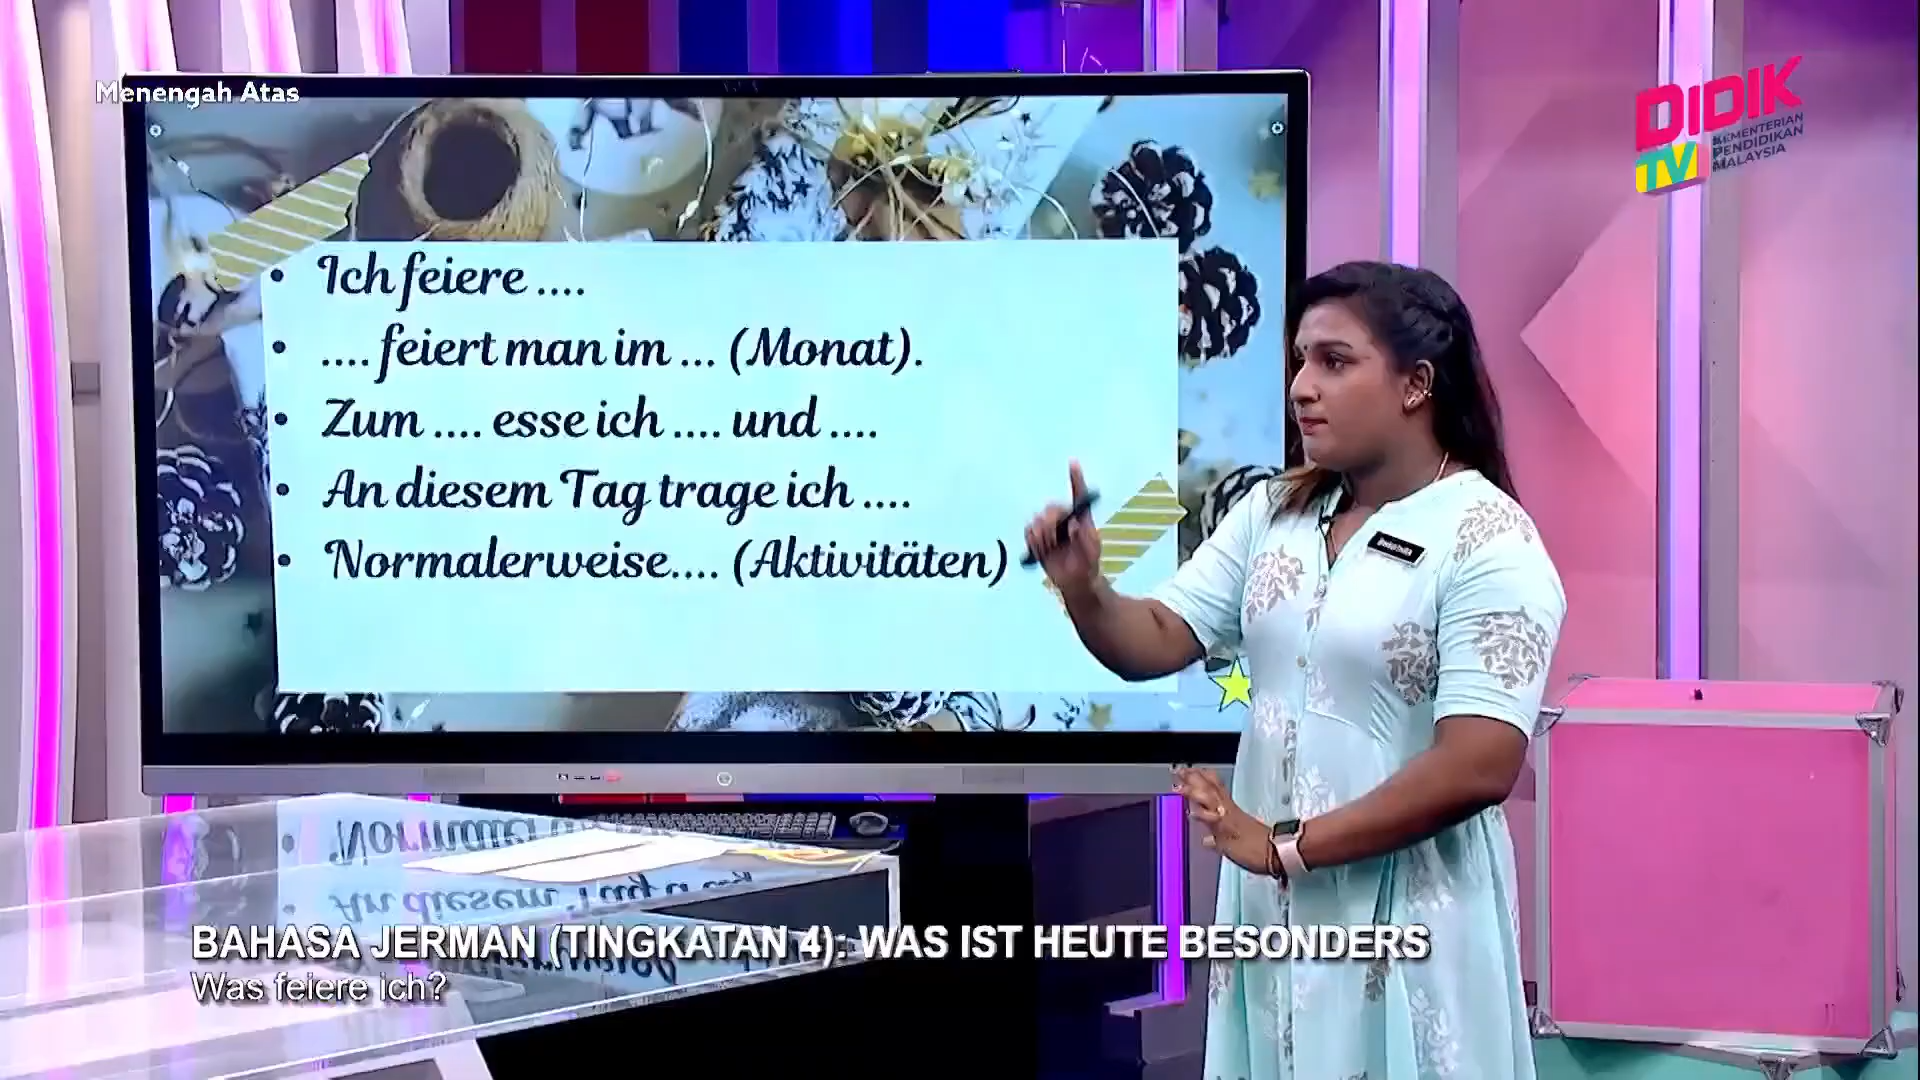 Menengah Atas
DIDIK
TV
KEMENTERIAN
PENDIDIKAN
MALAYSIA
• Ich feiere ....
• .... feiert man im ... (Monat).
• Zum .... esse ich .... und ....
• An diesem Tag trage ich ....
• Normalerweise.... (Aktivitäten)
BAHASA JERMAN (TINGKATAN 4): WAS IST HEUTE BESONDERS
Was feiere ich?